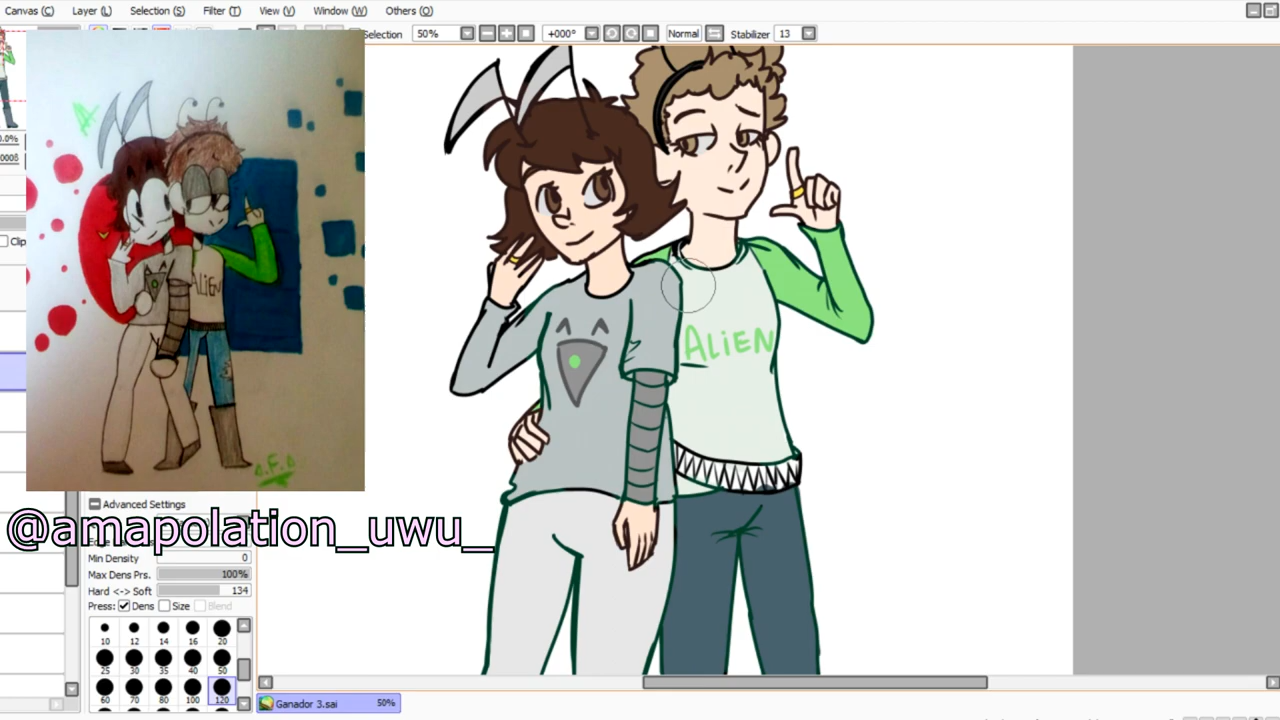 Canvas (C) Layer (L) Selection (S) Filter (T) View (V) Window (W) Others (O)
Selection 50% +000° Normal Stabilizer 13
A
ALIEN
ALIEN
Clip
Advanced Settings
@amapolation_uwu_
Min Density 0
Max Dens Prs. 100%
Hard <-> Soft 134
Press: Dens Size Blend
10 12 14 16 20
25 30 35 40 50
60 70 80 100 120
Ganador 3.sai 50%